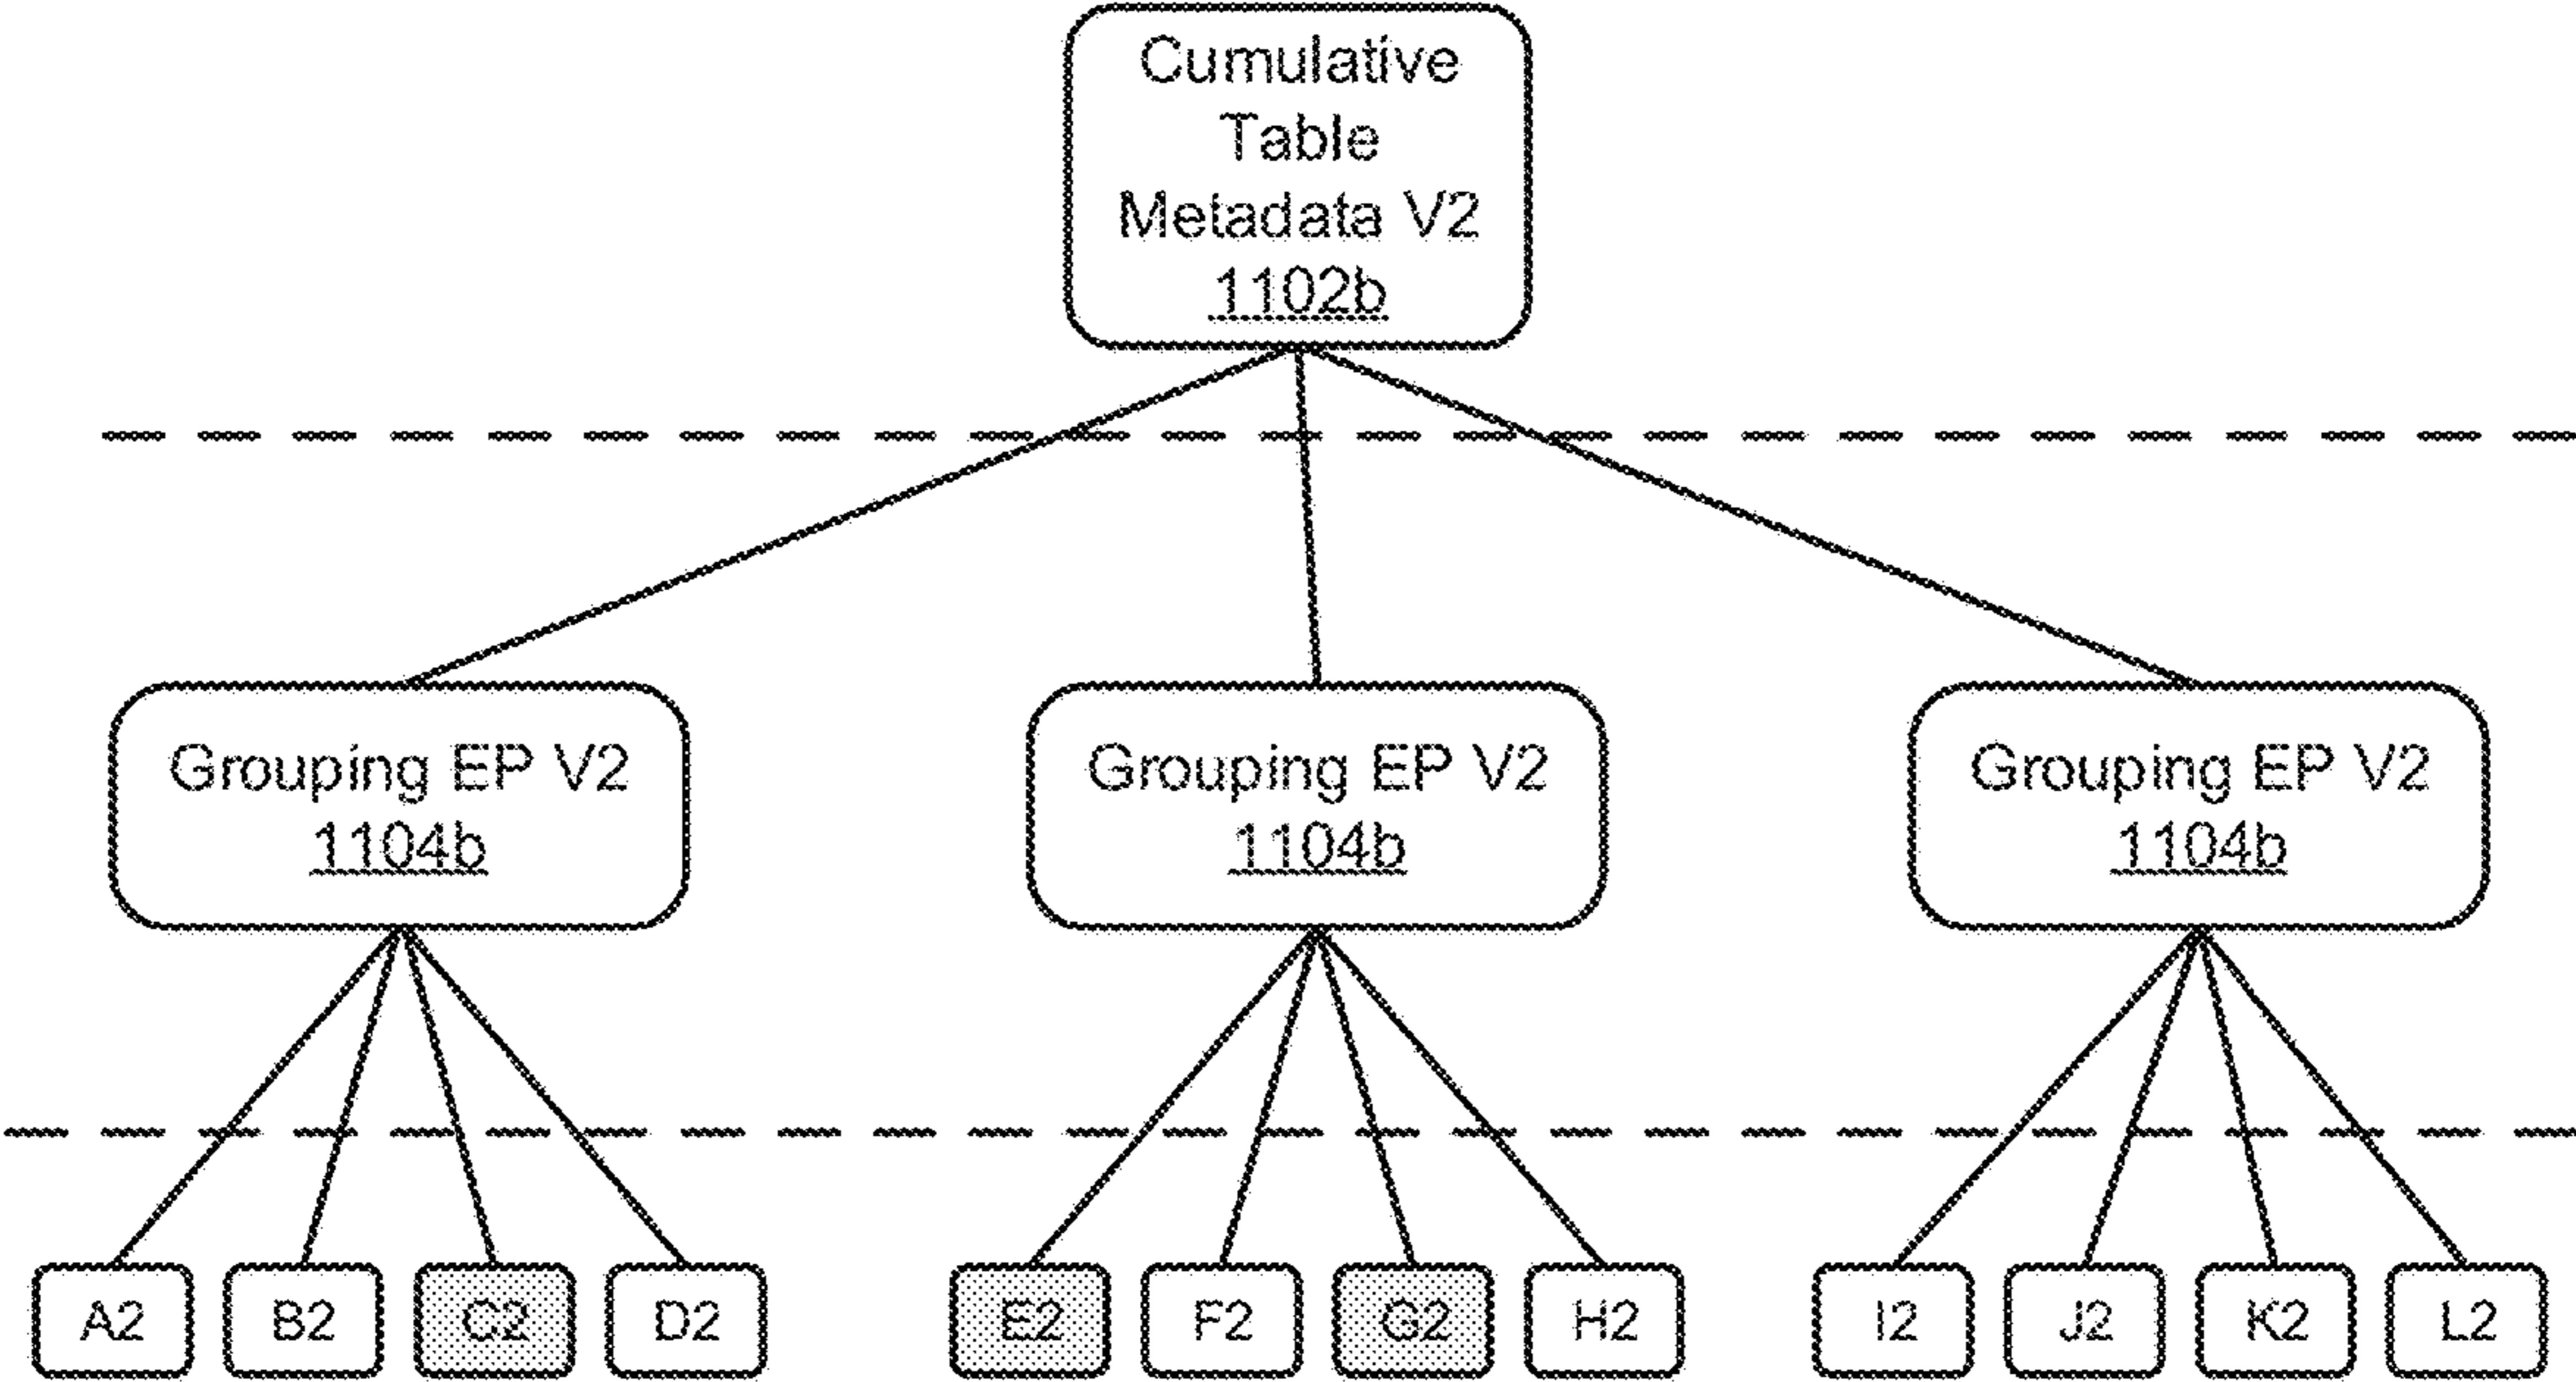 Cumulative
Table
Metadata V2
1102b
Grouping EP V2
1104b
Grouping EP V2
1104b
Grouping EP V2
1104b
A2
B2
C2
D2
E2
F2
G2
H2
I2
J2
K2
L2